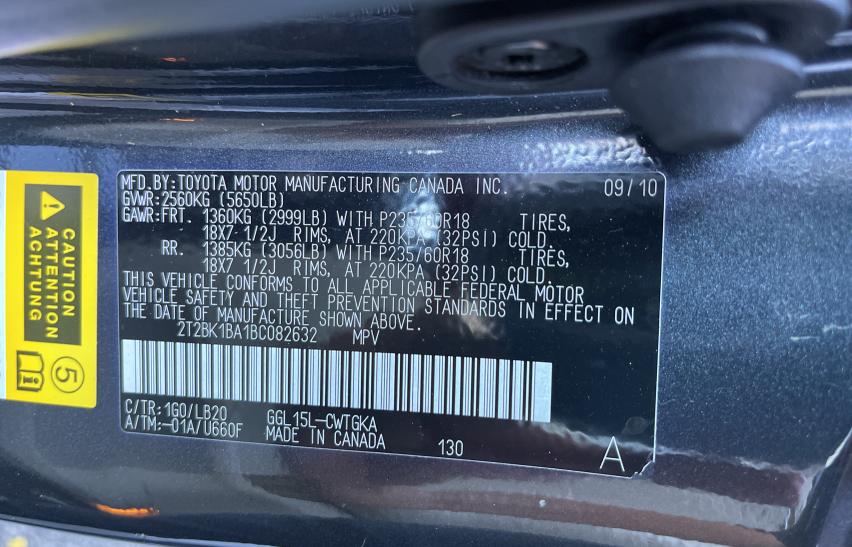 MFD.BY:TOYOTA MOTOR MANUFACTURING CANADA INC. 09/10
GVWR:2560KG (5650LB)
GAWR:FRT. 1360KG (2999LB) WITH P235/60R18 TIRES,
18X7 1/2J RIMS, AT 220KPA (32PSI) COLD.
RR. 1385KG (3056LB) WITH P235/60R18 TIRES,
18X7 1/2J RIMS, AT 220KPA (32PSI) COLD.
THIS VEHICLE CONFORMS TO ALL APPLICABLE FEDERAL MOTOR
VEHICLE SAFETY AND THEFT PREVENTION STANDARDS IN EFFECT ON
THE DATE OF MANUFACTURE SHOWN ABOVE.
2T2BK1BA1BC082632 MPV
C/TR:1G0/LB20 GGL15L-CWTGKA
A/TM:-01A/U660F MADE IN CANADA 130 A
CAUTION
ATTENTION
ACHTUNG
5